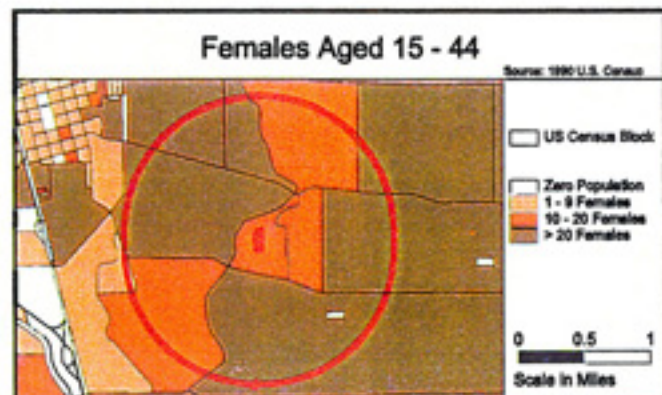 Females Aged 15 - 44
Source: 1990 U.S. Census
US Census Block
Zero Population
1 - 9 Females
10 - 20 Females
> 20 Females
0 0.5 1
Scale in Miles